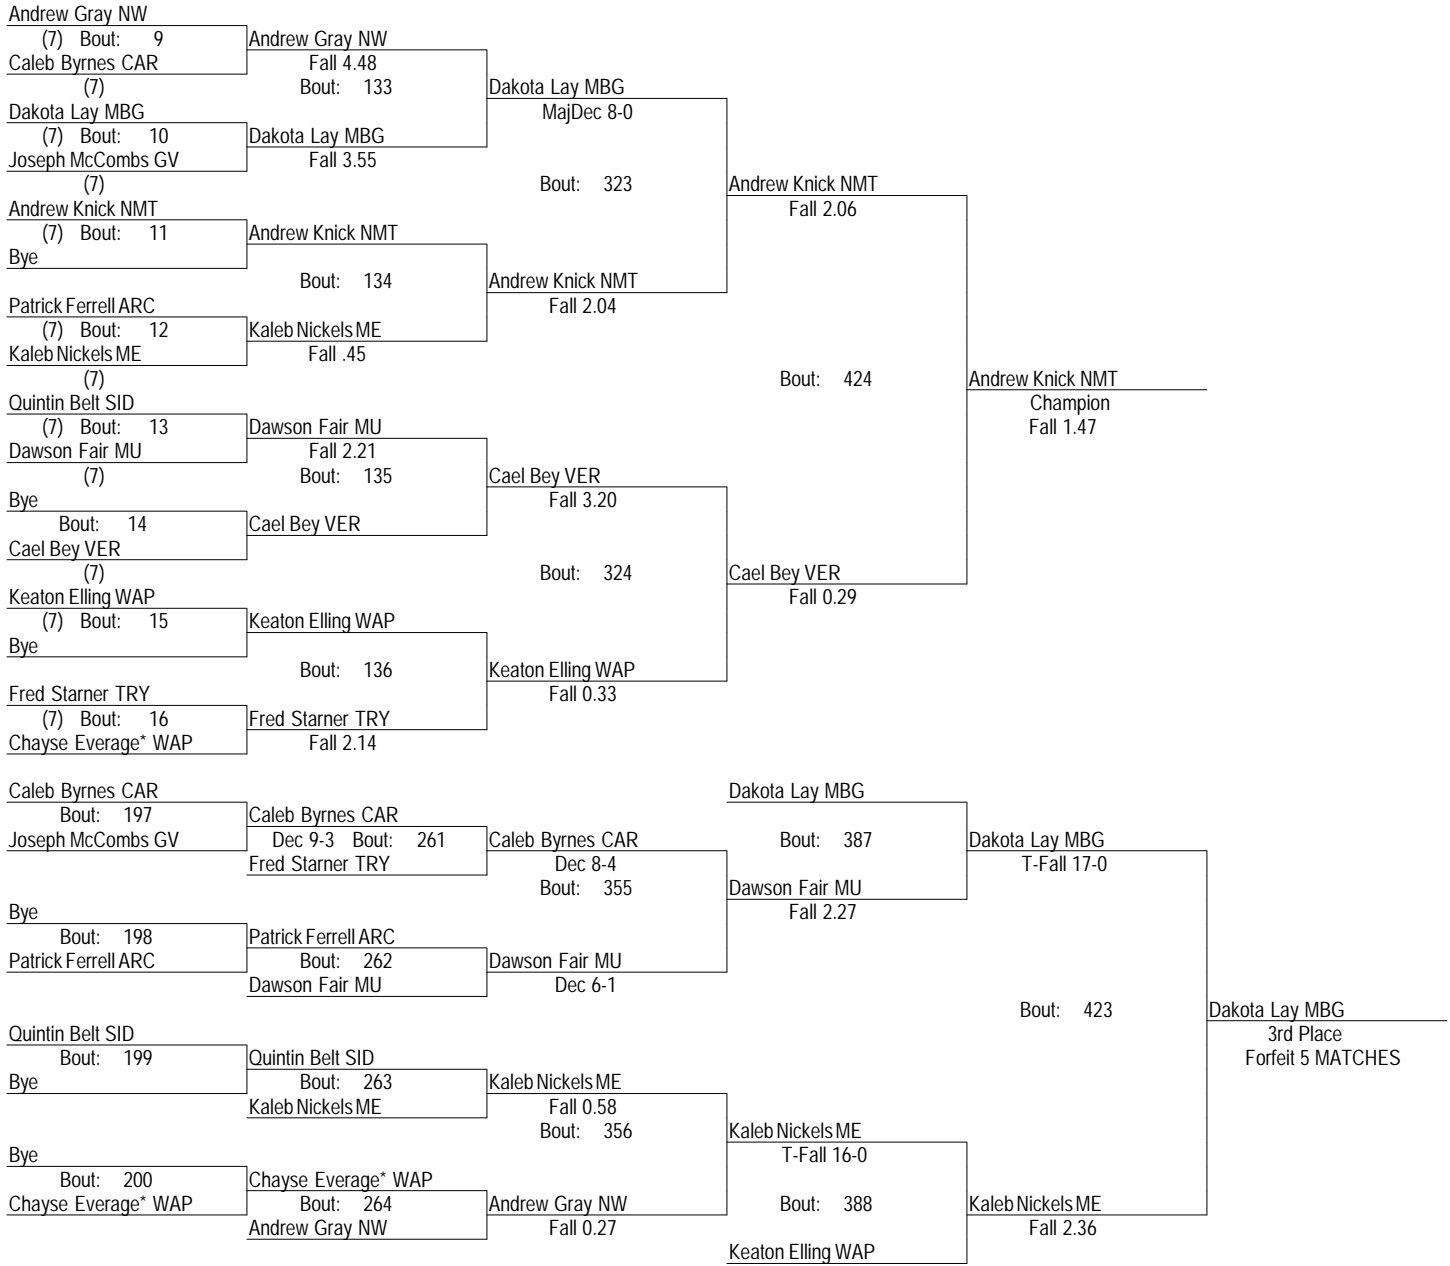 Andrew Gray NW
(7) Bout: 9 Andrew Gray NW
Caleb Byrnes CAR Fall 4.48
(7) Bout: 133 Dakota Lay MBG
Dakota Lay MBG MajDec 8-0
(7) Bout: 10 Dakota Lay MBG
Joseph McCombs GV Fall 3.55
(7) Bout: 323 Andrew Knick NMT
Andrew Knick NMT Fall 2.06
(7) Bout: 11 Andrew Knick NMT
Bye
Bout: 134 Andrew Knick NMT
Patrick Ferrell ARC Fall 2.04
(7) Bout: 12 Kaleb Nickels ME
Kaleb Nickels ME Fall .45
(7) Bout: 424 Andrew Knick NMT
Quintin Belt SID Champion
(7) Bout: 13 Dawson Fair MU Fall 1.47
Dawson Fair MU Fall 2.21
(7) Bout: 135 Cael Bey VER
Bye Fall 3.20
Bout: 14 Cael Bey VER
Cael Bey VER
(7) Bout: 324 Cael Bey VER
Keaton Elling WAP Fall 0.29
(7) Bout: 15 Keaton Elling WAP
Bye
Bout: 136 Keaton Elling WAP
Fred Starner TRY Fall 0.33
(7) Bout: 16 Fred Starner TRY
Chayse Everage* WAP Fall 2.14
Caleb Byrnes CAR Dakota Lay MBG
Bout: 197 Caleb Byrnes CAR
Joseph McCombs GV Dec 9-3 Bout: 261 Caleb Byrnes CAR Bout: 387 Dakota Lay MBG
Fred Starner TRY Dec 8-4 T-Fall 17-0
Bout: 355 Dawson Fair MU
Bye Fall 2.27
Bout: 198 Patrick Ferrell ARC
Patrick Ferrell ARC Bout: 262 Dawson Fair MU
Dawson Fair MU Dec 6-1
Bout: 423 Dakota Lay MBG
Quintin Belt SID 3rd Place
Bout: 199 Quintin Belt SID Forfeit 5 MATCHES
Bye Bout: 263 Kaleb Nickels ME
Kaleb Nickels ME Fall 0.58
Bout: 356 Kaleb Nickels ME
Bye T-Fall 16-0
Bout: 200 Chayse Everage* WAP
Chayse Everage* WAP Bout: 264 Andrew Gray NW Bout: 388 Kaleb Nickels ME
Andrew Gray NW Fall 0.27 Fall 2.36
Keaton Elling WAP